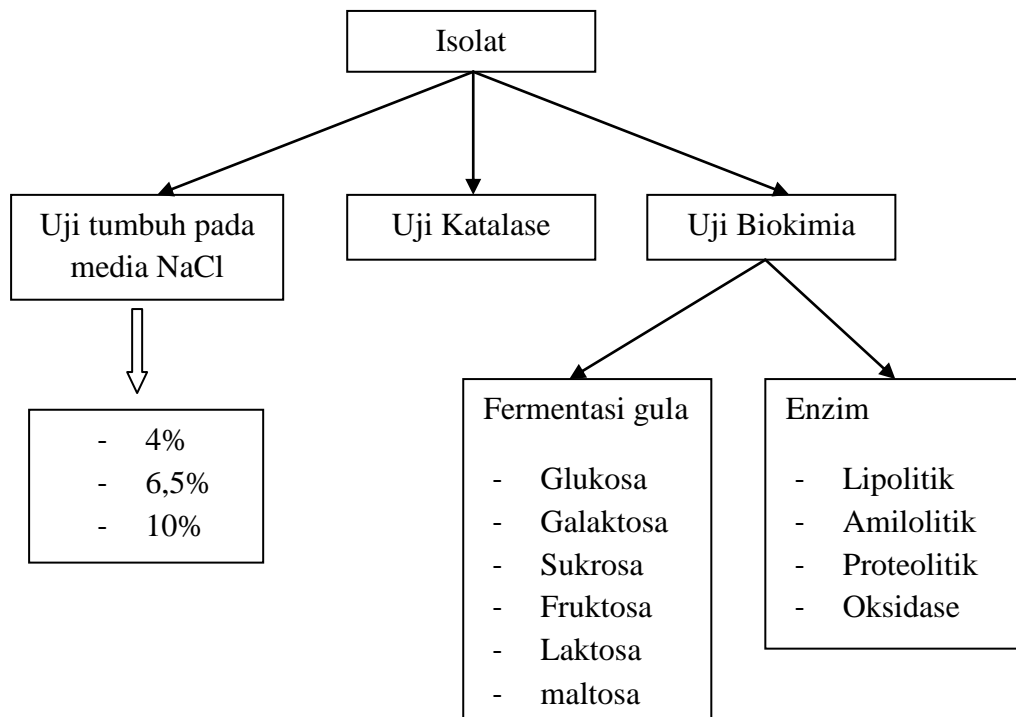 Isolat
Uji tumbuh pada
media NaCl
Uji Katalase
Uji Biokimia
- 4%
- 6,5%
- 10%
Fermentasi gula
- Glukosa
- Galaktosa
- Sukrosa
- Fruktosa
- Laktosa
- maltosa
Enzim
- Lipolitik
- Amilolitik
- Proteolitik
- Oksidase